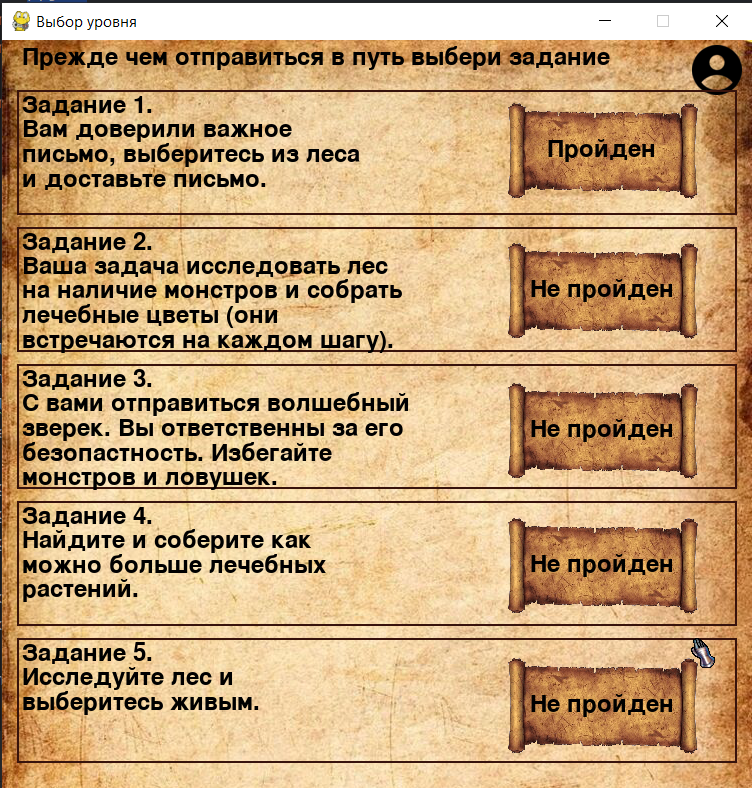 Выбор уровня
Прежде чем отправиться в путь выбери задание
Задание 1.
Вам доверили важное
письмо, выберитесь из леса
и доставьте письмо.
Пройден
Задание 2.
Ваша задача исследовать лес
на наличие монстров и собрать
лечебные цветы (они
встречаются на каждом шагу).
Не пройден
Задание 3.
С вами отправиться волшебный
зверек. Вы ответственны за его
безопастность. Избегайте
монстров и ловушек.
Не пройден
Задание 4.
Найдите и соберите как
можно больше лечебных
растений.
Не пройден
Задание 5.
Исследуйте лес и
выберитесь живым.
Не пройден